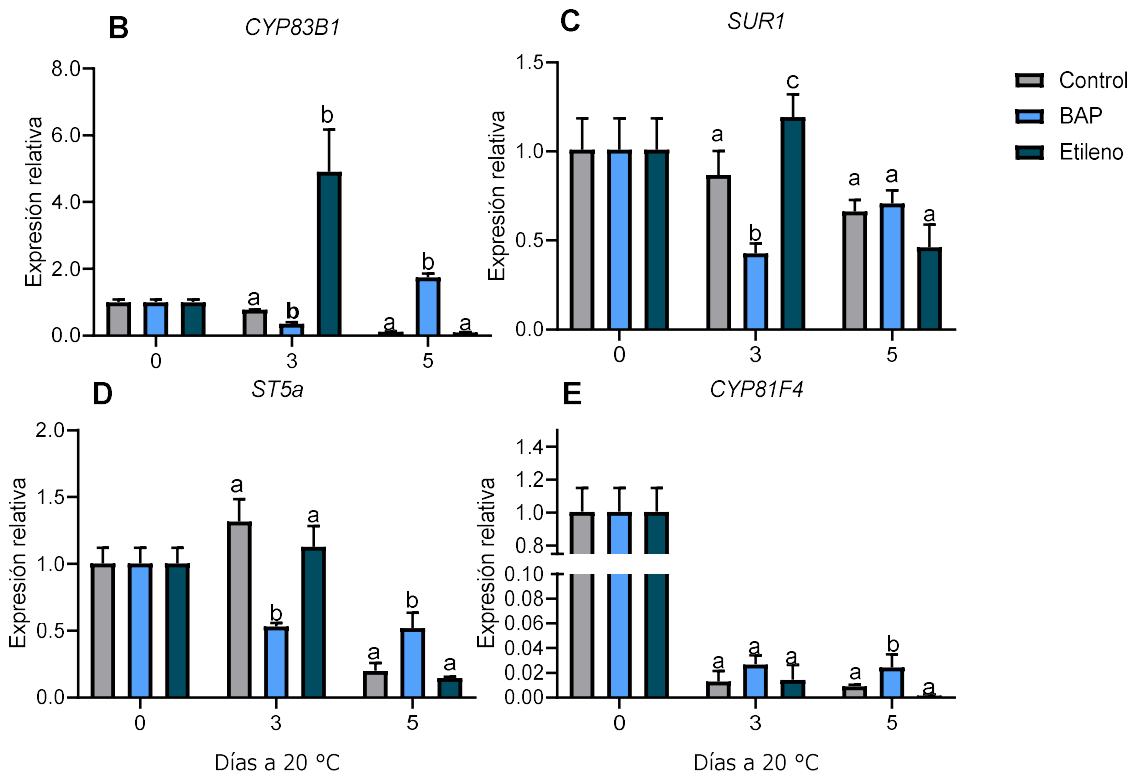 B
CYP83B1
8.0
6.0
4.0
2.0
0.0
Expresión relativa
a
b
b
a
b
a
0
3
5
C
SUR1
1.5
1.0
0.5
0.0
Expresión relativa
a
b
c
a
a
a
0
3
5
Control
BAP
Etileno
D
ST5a
2.0
1.5
1.0
0.5
0.0
Expresión relativa
a
b
a
a
b
a
0
3
5
Días a 20 °C
E
CYP81F4
1.4
1.2
1.0
0.8
0.10
0.08
0.06
0.04
0.02
0.00
Expresión relativa
a
a
a
a
b
a
0
3
5
Días a 20 °C